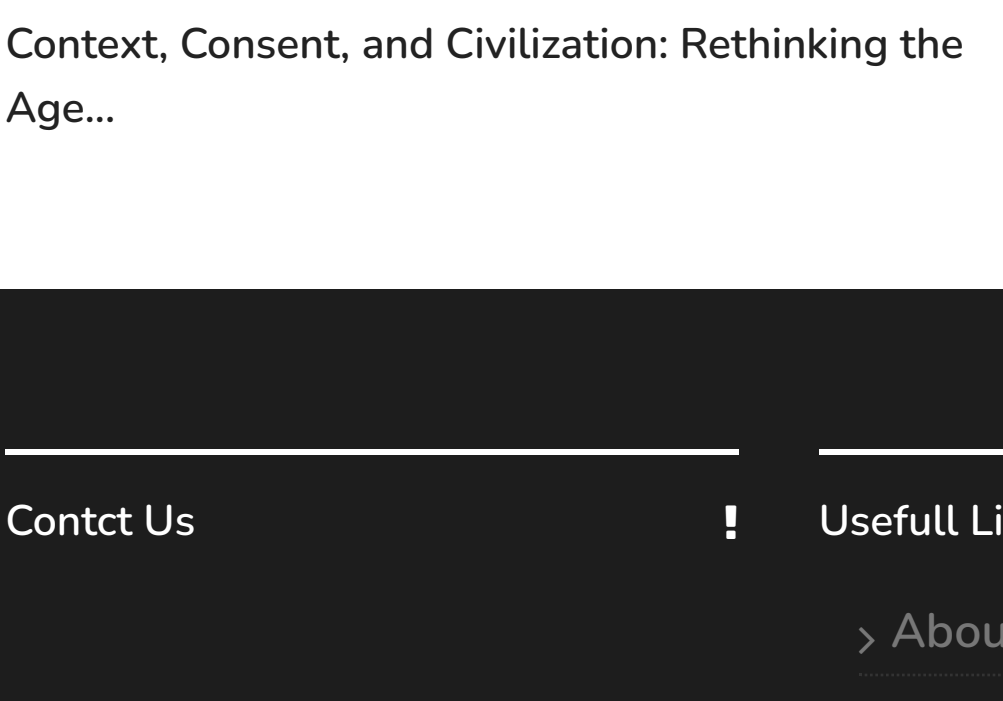 Context, Consent, and Civilization: Rethinking the
Age...
Contct Us
Usefull Li
Abou